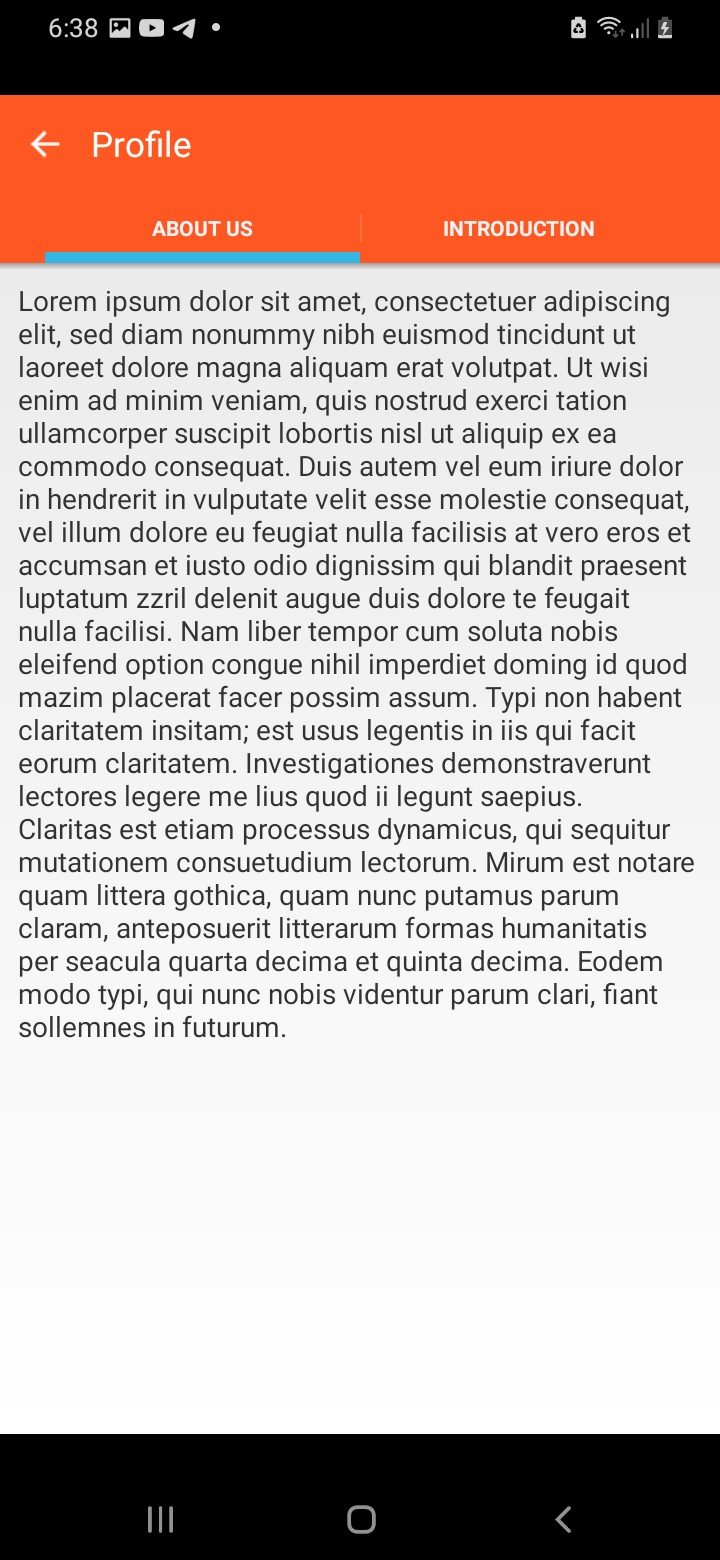 6:38
Profile
ABOUT US
INTRODUCTION
Lorem ipsum dolor sit amet, consectetuer adipiscing
elit, sed diam nonummy nibh euismod tincidunt ut
laoreet dolore magna aliquam erat volutpat. Ut wisi
enim ad minim veniam, quis nostrud exerci tation
ullamcorper suscipit lobortis nisl ut aliquip ex ea
commodo consequat. Duis autem vel eum iriure dolor
in hendrerit in vulputate velit esse molestie consequat,
vel illum dolore eu feugiat nulla facilisis at vero eros et
accumsan et iusto odio dignissim qui blandit praesent
luptatum zzril delenit augue duis dolore te feugait
nulla facilisi. Nam liber tempor cum soluta nobis
eleifend option congue nihil imperdiet doming id quod
mazim placerat facer possim assum. Typi non habent
claritatem insitam; est usus legentis in iis qui facit
eorum claritatem. Investigationes demonstraverunt
lectores legere me lius quod ii legunt saepius.
Claritas est etiam processus dynamicus, qui sequitur
mutationem consuetudium lectorum. Mirum est notare
quam littera gothica, quam nunc putamus parum
claram, anteposuerit litterarum formas humanitatis
per seacula quarta decima et quinta decima. Eodem
modo typi, qui nunc nobis videntur parum clari, fiant
sollemnes in futurum.